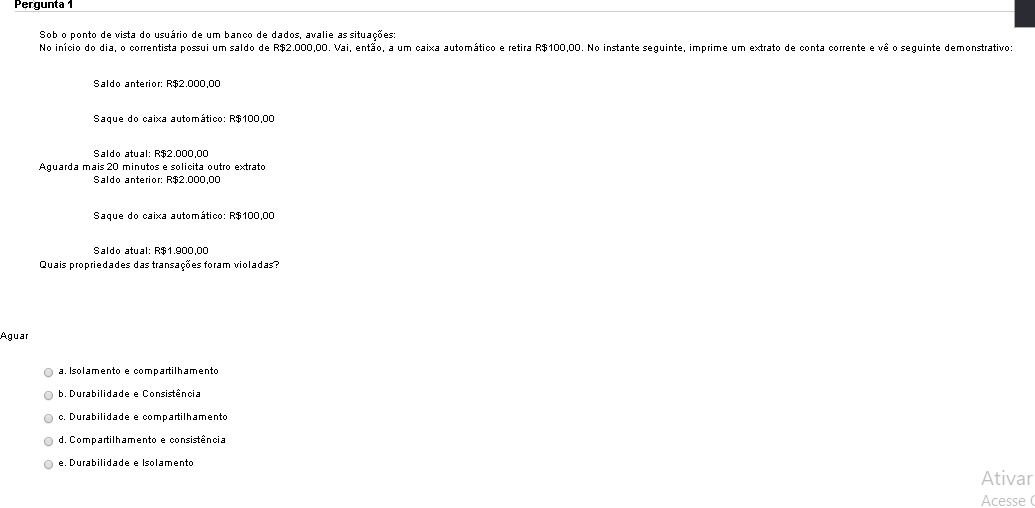 Pergunta 1
Sob o ponto de vista do usuário de um banco de dados, avalie as situações:
No início do dia, o correntista possui um saldo de R$2.000,00. Vai, então, a um caixa automático e retira R$100,00. No instante seguinte, imprime um extrato de conta corrente e vê o seguinte demonstrativo:
Saldo anterior: R$2.000,00
Saque do caixa automático: R$100,00
Saldo atual: R$2.000,00
Aguarda mais 20 minutos e solicita outro extrato
Saldo anterior: R$2.000,00
Saque do caixa automático: R$100,00
Saldo atual: R$1.900,00
Quais propriedades das transações foram violadas?
Aguar
a. Isolamento e compartilhamento
b. Durabilidade e Consistência
c. Durabilidade e compartilhamento
d. Compartilhamento e consistência
e. Durabilidade e Isolamento
Ativar
Acesse